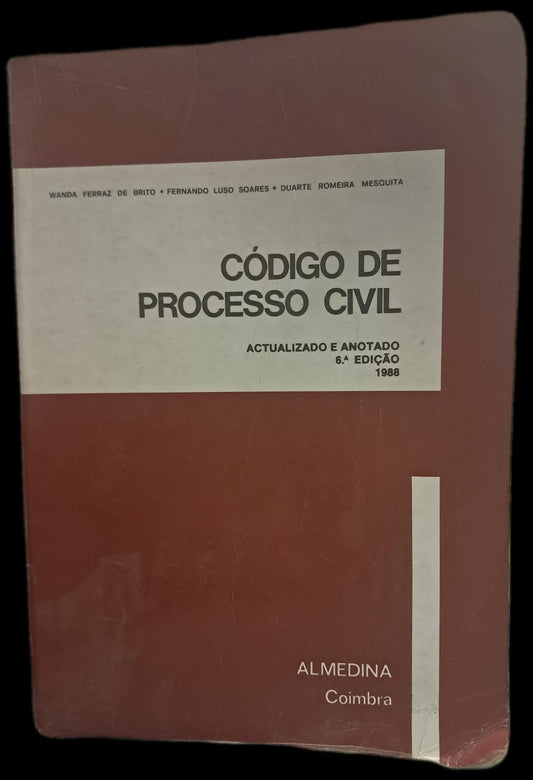 WANDA FERRAZ DE BRITO • FERNANDO LUSO SOARES • DUARTE ROMEIRA MESQUITA
CÓDIGO DE
PROCESSO CIVIL
ACTUALIZADO E ANOTADO
6.ª EDIÇÃO
1988
ALMEDINA
Coimbra